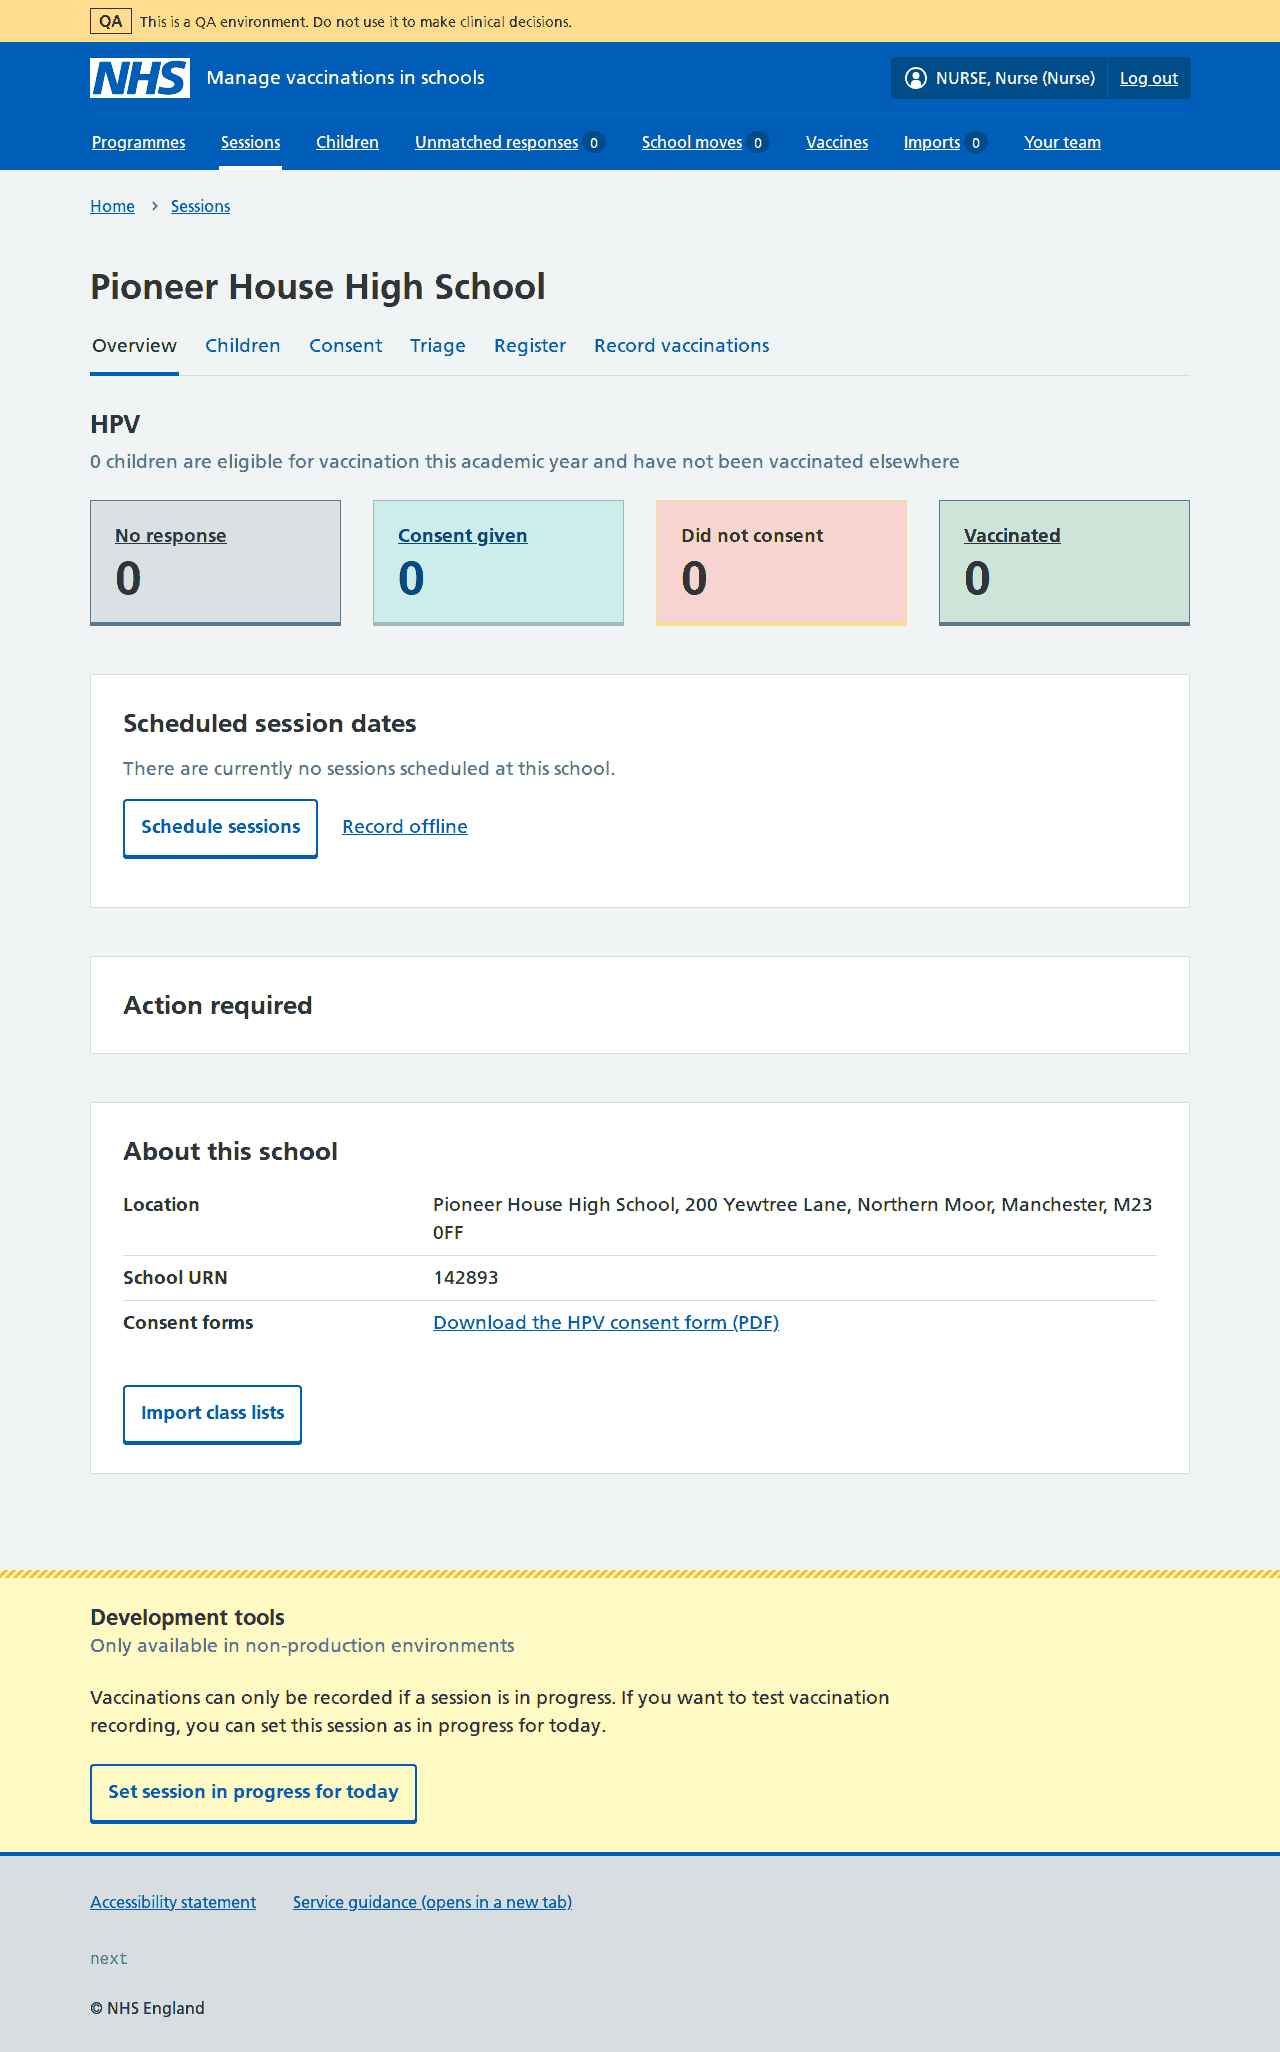 QA This is a QA environment. Do not use it to make clinical decisions.
NHS Manage vaccinations in schools NURSE, Nurse (Nurse) Log out
Programmes Sessions Children Unmatched responses 0 School moves 0 Vaccines Imports 0 Your team
Home Sessions
Pioneer House High School
Overview Children Consent Triage Register Record vaccinations
HPV
0 children are eligible for vaccination this academic year and have not been vaccinated elsewhere
No response Consent given Did not consent Vaccinated
0 0 0 0
Scheduled session dates
There are currently no sessions scheduled at this school.
Schedule sessions Record offline
Action required
About this school
Location Pioneer House High School, 200 Yewtree Lane, Northern Moor, Manchester, M23
0FF
School URN 142893
Consent forms Download the HPV consent form (PDF)
Import class lists
Development tools
Only available in non-production environments
Vaccinations can only be recorded if a session is in progress. If you want to test vaccination
recording, you can set this session as in progress for today.
Set session in progress for today
Accessibility statement Service guidance (opens in a new tab)
next
© NHS England